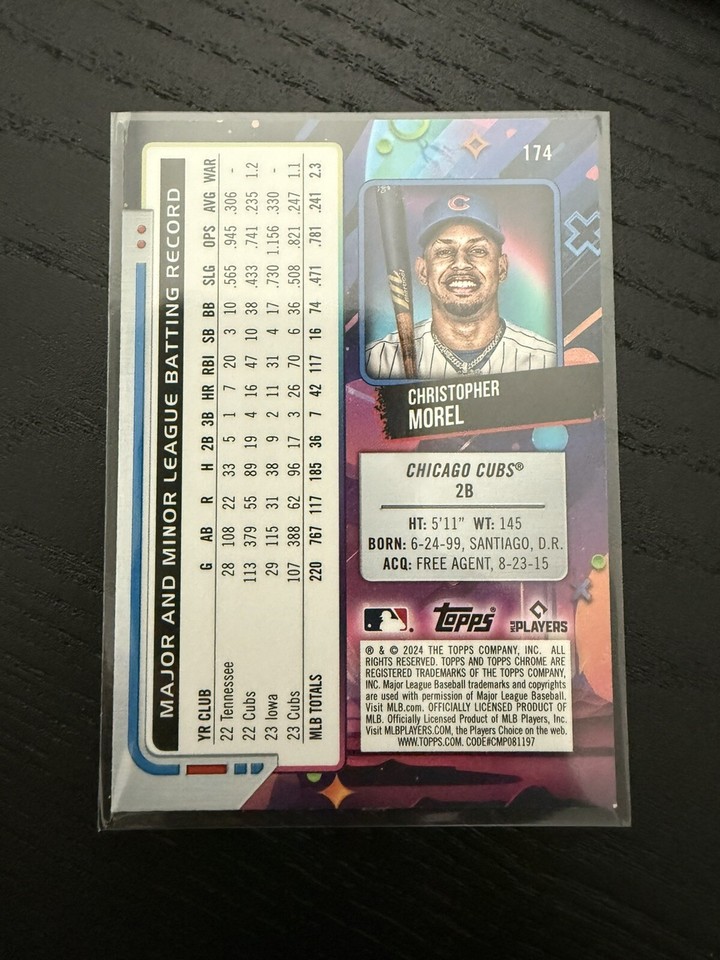 174
CHRISTOPHER
MOREL
CHICAGO CUBS®
2B
HT: 5'11" WT: 145
BORN: 6-24-99, SANTIAGO, D.R.
ACQ: FREE AGENT, 8-23-15
topps®
MLB PLAYERS
® & © 2024 THE TOPPS COMPANY, INC. ALL
RIGHTS RESERVED. TOPPS AND TOPPS CHROME ARE
REGISTERED TRADEMARKS OF THE TOPPS COMPANY,
INC. Major League Baseball trademarks and copyrights
are used with permission of Major League Baseball.
Visit MLB.com. OFFICIALLY LICENSED PRODUCT OF
MLB. Officially Licensed Product of MLB Players, Inc.
Visit MLBPLAYERS.COM, the Players Choice on the web.
WWW.TOPPS.COM. CODE#CMP081197
MAJOR AND MINOR LEAGUE BATTING RECORD
YR CLUB G AB R H 2B 3B HR RBI SB BB SLG OPS AVG WAR
22 Tennessee 28 108 22 33 5 1 7 20 3 10 .565 .945 .306 -
22 Cubs 113 379 55 89 19 4 16 47 10 38 .433 .741 .235 1.2
23 Iowa 29 115 31 38 9 2 11 31 4 17 .730 1.156 .330 -
23 Cubs 107 388 62 96 17 3 26 70 6 36 .508 .821 .247 1.1
MLB TOTALS 220 767 117 185 36 7 42 117 16 74 .471 .781 .241 2.3